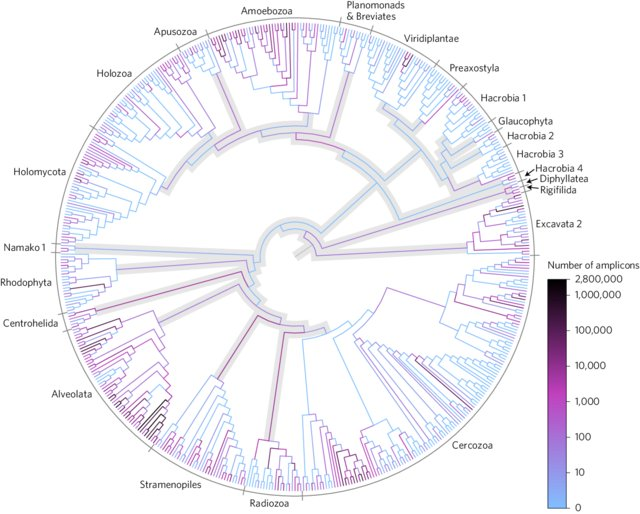 Amoebozoa
Planomonads
& Breviates
Apusozoa
Viridiplantae
Preaxostyla
Holozoa
Hacrobia 1
Glaucophyta
Hacrobia 2
Hacrobia 3
Hacrobia 4
Diphyllatea
Rigifilida
Holomycota
Excavata 2
Namako 1
Rhodophyta
Centrohelida
Alveolata
Stramenopiles
Radiozoa
Cercozoa
Number of amplicons
2,800,000
1,000,000
100,000
10,000
1,000
100
10
0